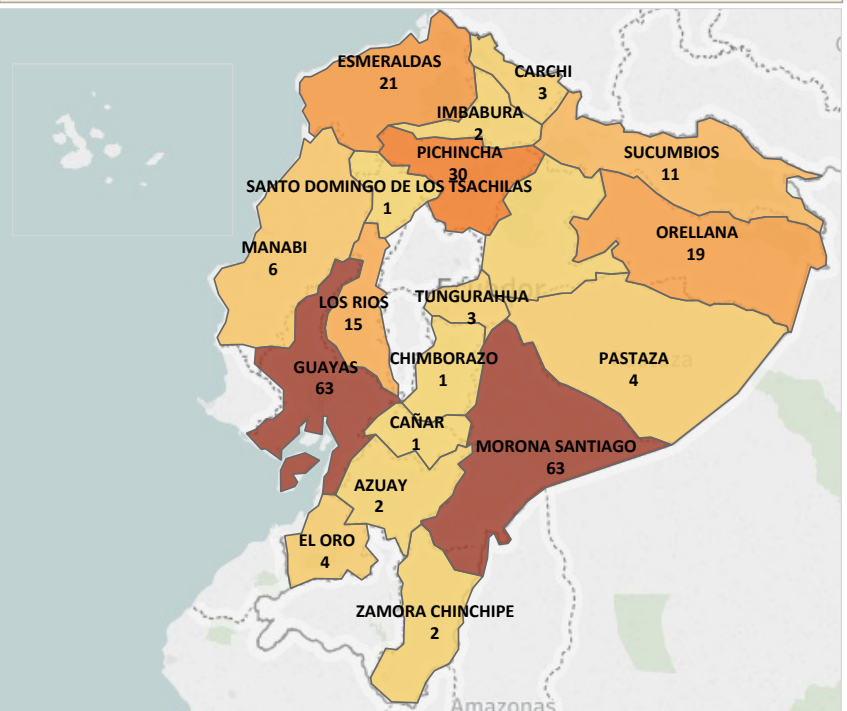 ESMERALDAS
21
CARCHI
3
IMBABURA
2
PICHINCHA
30
SUCUMBIOS
11
SANTO DOMINGO DE LOS TSACHILAS
1
ORELLANA
19
MANABI
6
Ecuador
TUNGURAHUA
3
LOS RIOS
15
CHIMBORAZO
1
PASTAZA
4
GUAYAS
63
CAÑAR
1
MORONA SANTIAGO
63
AZUAY
2
EL ORO
4
ZAMORA CHINCHIPE
2
Amazonas